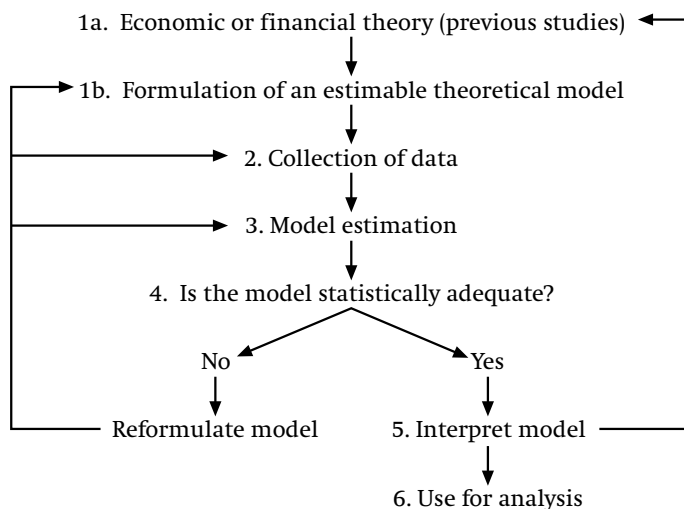 1a. Economic or financial theory (previous studies)
1b. Formulation of an estimable theoretical model
2. Collection of data
3. Model estimation
4. Is the model statistically adequate?
No Yes
Reformulate model 5. Interpret model
6. Use for analysis